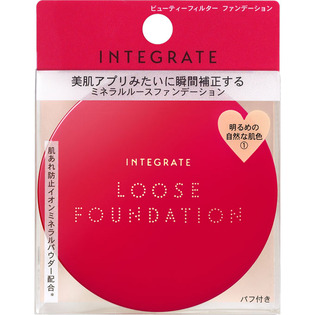 ビューティーフィルター ファンデーション
INTEGRATE
美肌アプリみたいに瞬間補正する
ミネラルルースファンデーション
明るめの
自然な肌色
①
INTEGRATE
LOOSE
FOUNDATION
肌あれ防止イオンミネラルパウダー配合※
パフ付き